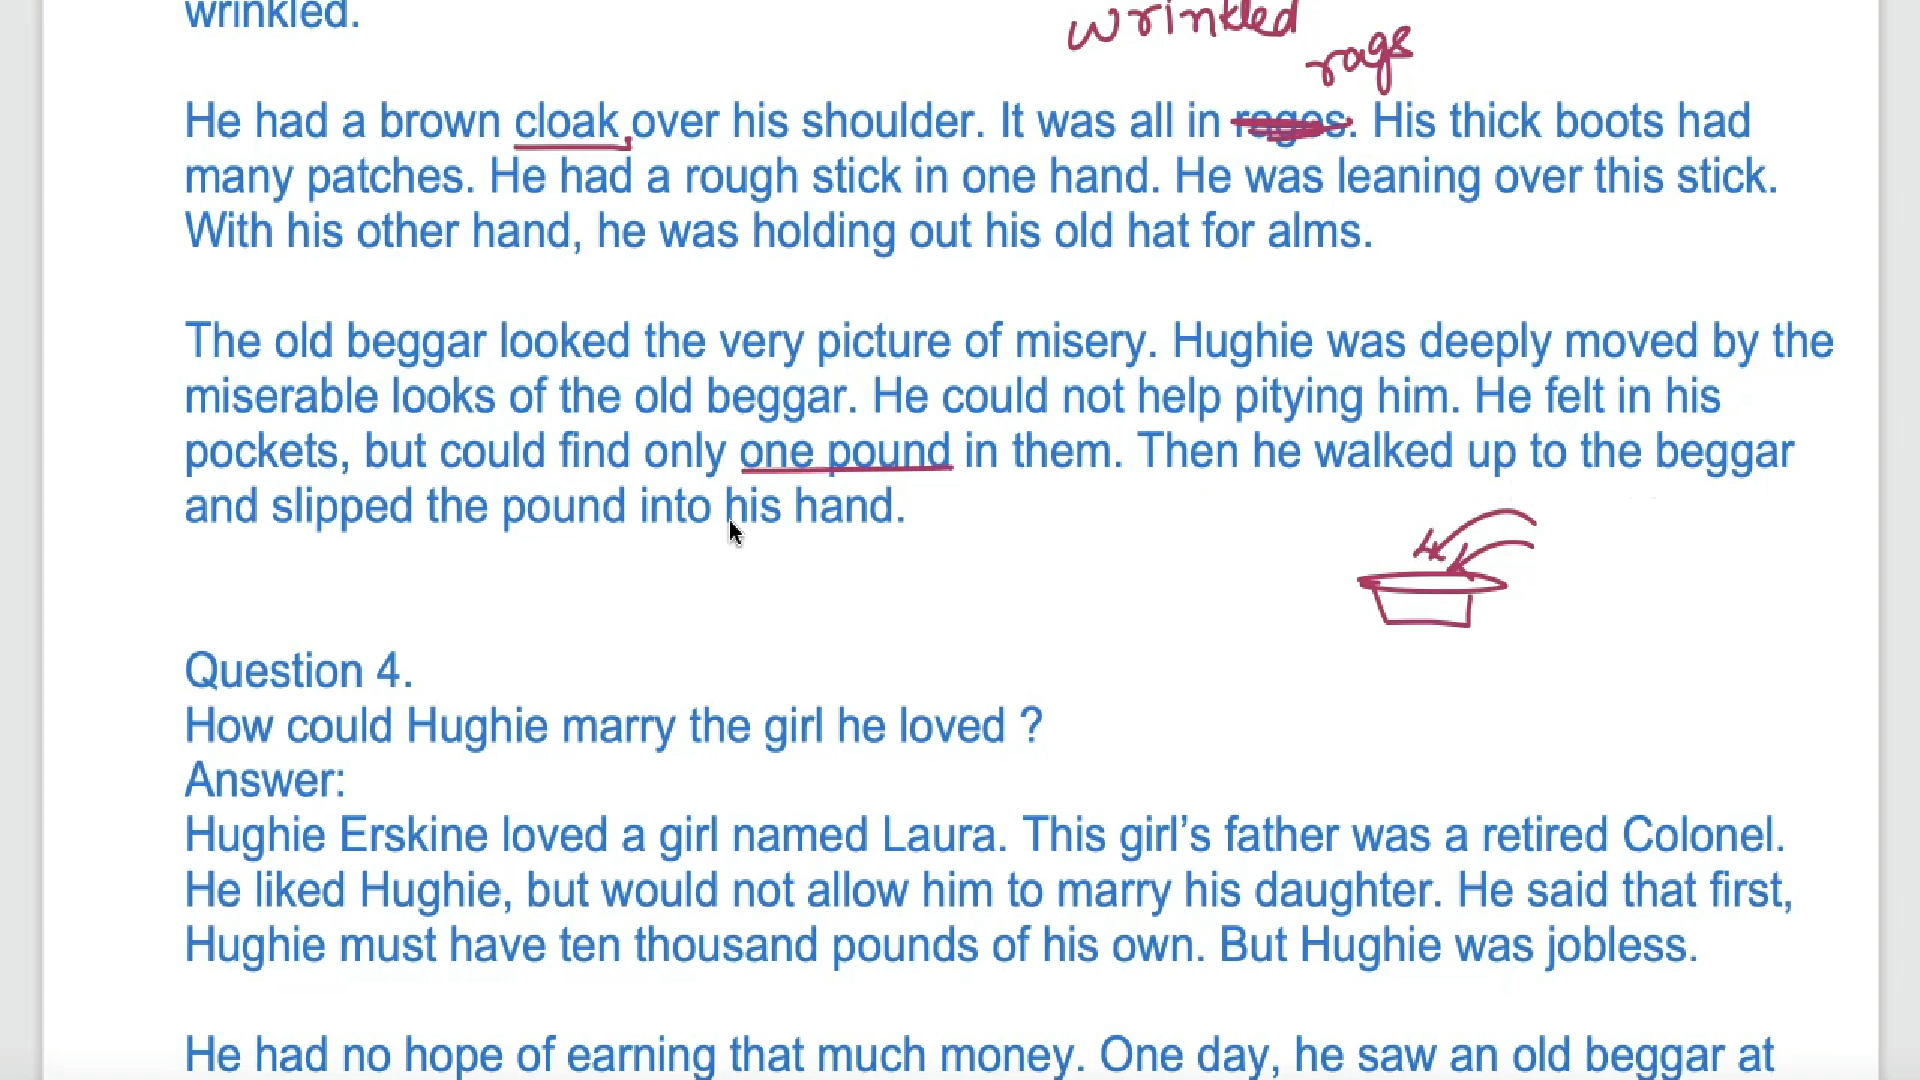 wrinkled.
wrinkled
rags
He had a brown cloak, over his shoulder. It was all in rages. His thick boots had
many patches. He had a rough stick in one hand. He was leaning over this stick.
With his other hand, he was holding out his old hat for alms.
The old beggar looked the very picture of misery. Hughie was deeply moved by the
miserable looks of the old beggar. He could not help pitying him. He felt in his
pockets, but could find only one pound in them. Then he walked up to the beggar
and slipped the pound into his hand.
Question 4.
How could Hughie marry the girl he loved ?
Answer:
Hughie Erskine loved a girl named Laura. This girl’s father was a retired Colonel.
He liked Hughie, but would not allow him to marry his daughter. He said that first,
Hughie must have ten thousand pounds of his own. But Hughie was jobless.
He had no hope of earning that much money. One day, he saw an old beggar at